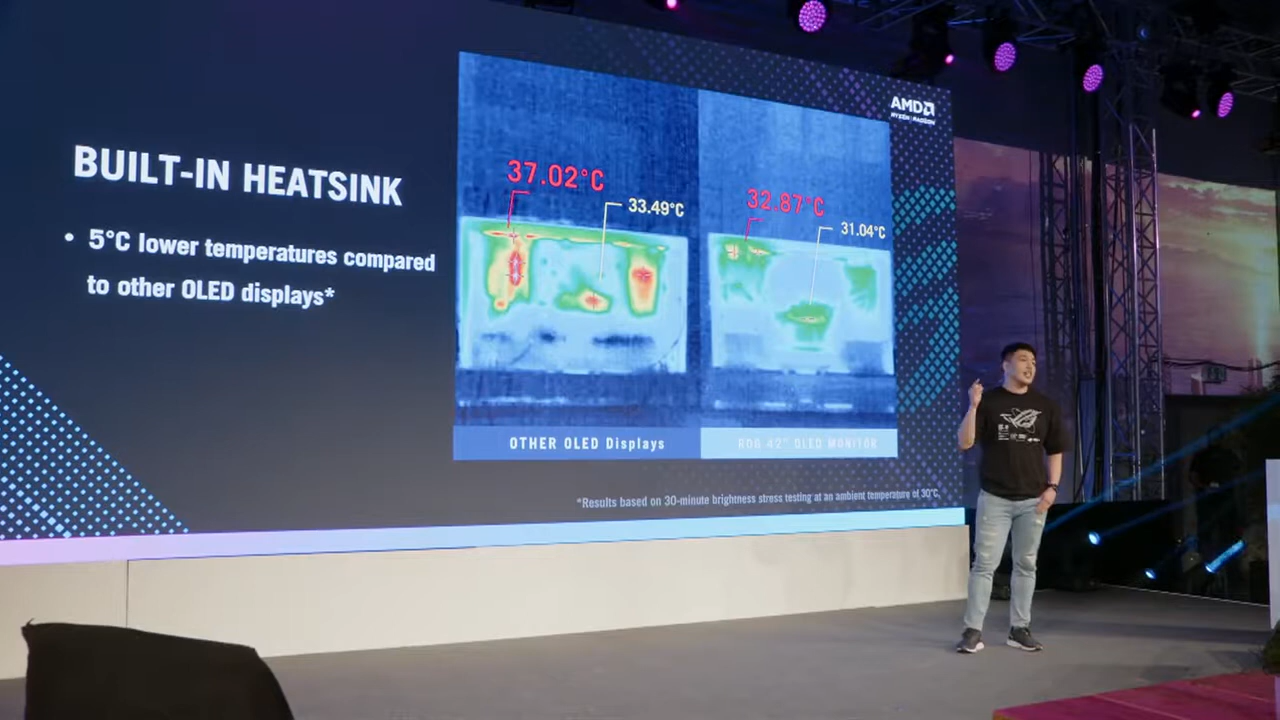 AMD
RYZEN | RADEON
BUILT-IN HEATSINK
• 5°C lower temperatures compared
to other OLED displays*
37.02°C
33.49°C
32.87°C
31.04°C
OTHER OLED Displays
ROG 42" OLED MONITOR
*Results based on 30-minute brightness stress testing at an ambient temperature of 30°C.